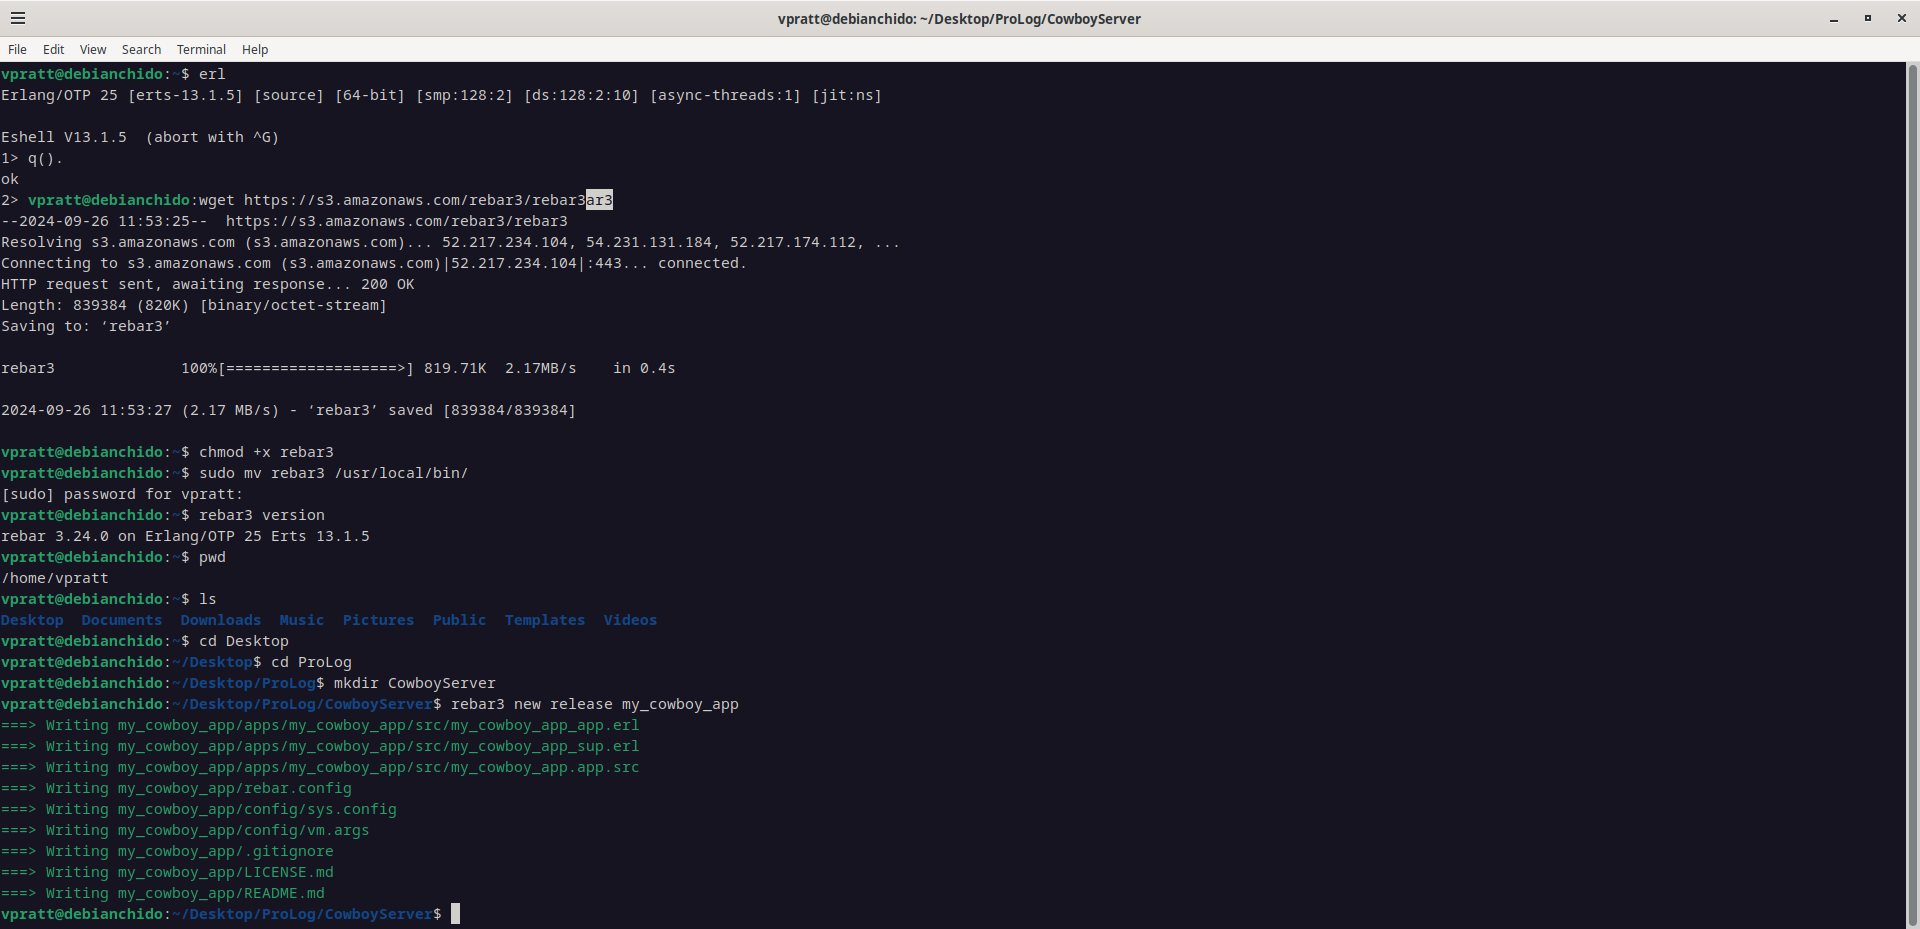 vpratt@debianchido: ~/Desktop/ProLog/CowboyServer
File Edit View Search Terminal Help
vpratt@debianchido:~$ erl
Erlang/OTP 25 [erts-13.1.5] [source] [64-bit] [smp:128:2] [ds:128:2:10] [async-threads:1] [jit:ns]
Eshell V13.1.5  (abort with ^G)
1> q().
ok
2> vpratt@debianchido:wget https://s3.amazonaws.com/rebar3/rebar3ar3
--2024-09-26 11:53:25--  https://s3.amazonaws.com/rebar3/rebar3
Resolving s3.amazonaws.com (s3.amazonaws.com)... 52.217.234.104, 54.231.131.184, 52.217.174.112, ...
Connecting to s3.amazonaws.com (s3.amazonaws.com)|52.217.234.104|:443... connected.
HTTP request sent, awaiting response... 200 OK
Length: 839384 (820K) [binary/octet-stream]
Saving to: ‘rebar3’
rebar3              100%[===================>] 819.71K  2.17MB/s    in 0.4s
2024-09-26 11:53:27 (2.17 MB/s) - ‘rebar3’ saved [839384/839384]
vpratt@debianchido:~$ chmod +x rebar3
vpratt@debianchido:~$ sudo mv rebar3 /usr/local/bin/
[sudo] password for vpratt:
vpratt@debianchido:~$ rebar3 version
rebar 3.24.0 on Erlang/OTP 25 Erts 13.1.5
vpratt@debianchido:~$ pwd
/home/vpratt
vpratt@debianchido:~$ ls
Desktop  Documents  Downloads  Music  Pictures  Public  Templates  Videos
vpratt@debianchido:~$ cd Desktop
vpratt@debianchido:~/Desktop$ cd ProLog
vpratt@debianchido:~/Desktop/ProLog$ mkdir CowboyServer
vpratt@debianchido:~/Desktop/ProLog/CowboyServer$ rebar3 new release my_cowboy_app
===> Writing my_cowboy_app/apps/my_cowboy_app/src/my_cowboy_app_app.erl
===> Writing my_cowboy_app/apps/my_cowboy_app/src/my_cowboy_app_sup.erl
===> Writing my_cowboy_app/apps/my_cowboy_app/src/my_cowboy_app.app.src
===> Writing my_cowboy_app/rebar.config
===> Writing my_cowboy_app/config/sys.config
===> Writing my_cowboy_app/config/vm.args
===> Writing my_cowboy_app/.gitignore
===> Writing my_cowboy_app/LICENSE.md
===> Writing my_cowboy_app/README.md
vpratt@debianchido:~/Desktop/ProLog/CowboyServer$